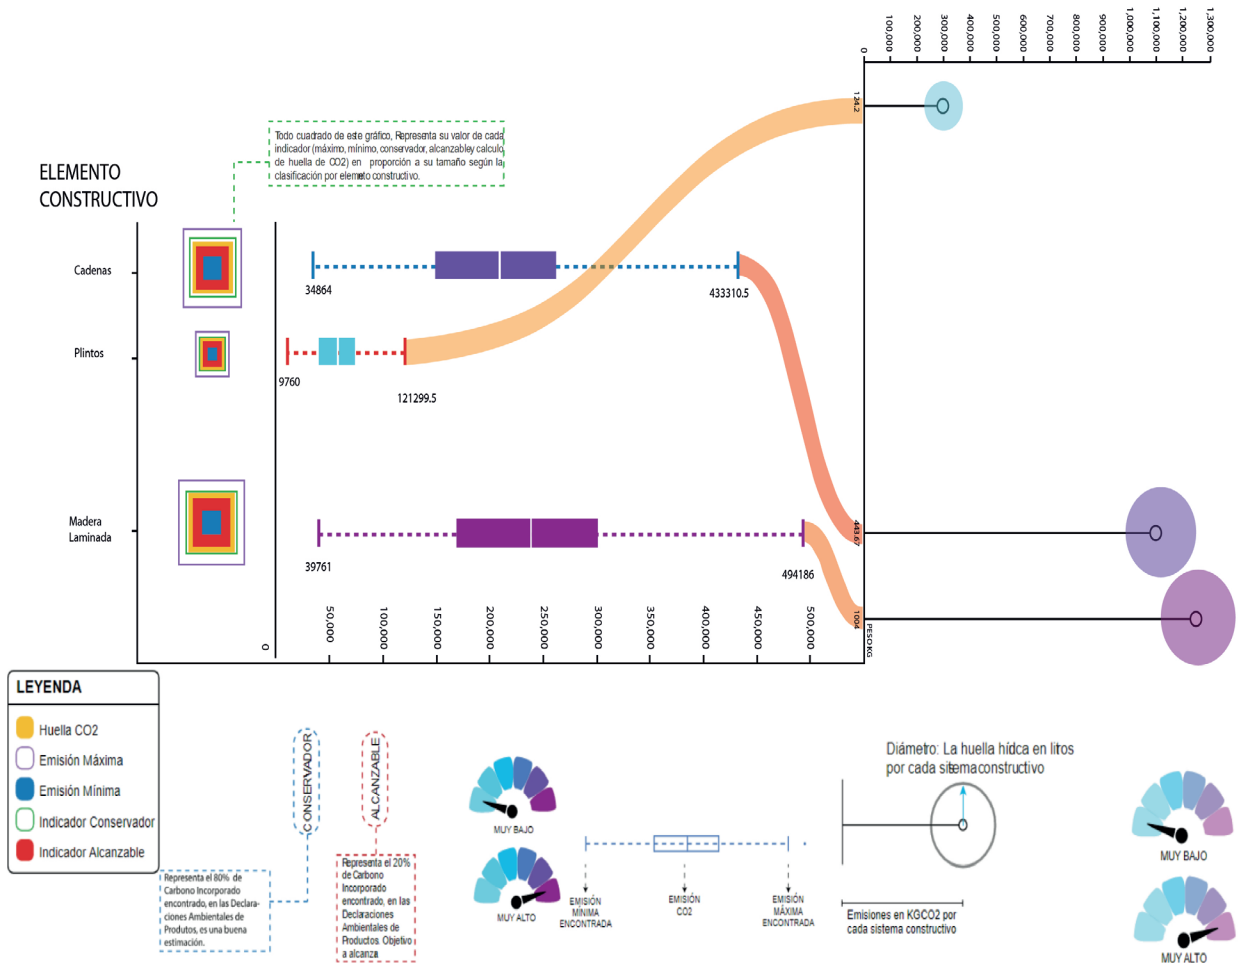 0
100,000
200,000
300,000
400,000
500,000
600,000
700,000
800,000
900,000
1,000,000
1,100,000
1,200,000
1,300,000
124.2
Todo cuadrado de este gráfico, Representa su valor de cada
indicador (máximo, mínimo, conservador, alcanzabley calculo
de huella de CO2) en proporción a su tamaño según la
clasificación por elemeto constructivo.
ELEMENTO
CONSTRUCTIVO
Cadenas
34864
433310.5
Plintos
9760
121299.5
Madera
Laminada
39761
494186
443.67
1004
PESO KG
0
50,000
100,0000
150,000
200,000
250,000
300,000
350,000
400,000
450,000
500,000
LEYENDA
Huella CO2
Emisión Máxima
Emisión Mínima
Indicador Conservador
Indicador Alcanzable
CONSERVADOR
Representa el 80% de
Carbono Incorporado
encontrado, en las Declara-
ciones Ambientales de
Produtos, es una buena
estimación.
ALCANZABLE
Representa el 20%
de Carbono
Incorporado
encontrado, en las
Declaraciones
Ambientales de
Productos. Objetivo
a alcanza
MUY BAJO
MUY ALTO
EMISIÓN
MÍNIMA
ENCONTRADA
EMISIÓN
CO2
EMISIÓN
MÁXIMA
ENCONTRADA
Diámetro: La huella hídca en litros
por cada sistema constructivo
Emisiones en KGCO2 por
cada sistema constructivo
MUY BAJO
MUY ALTO